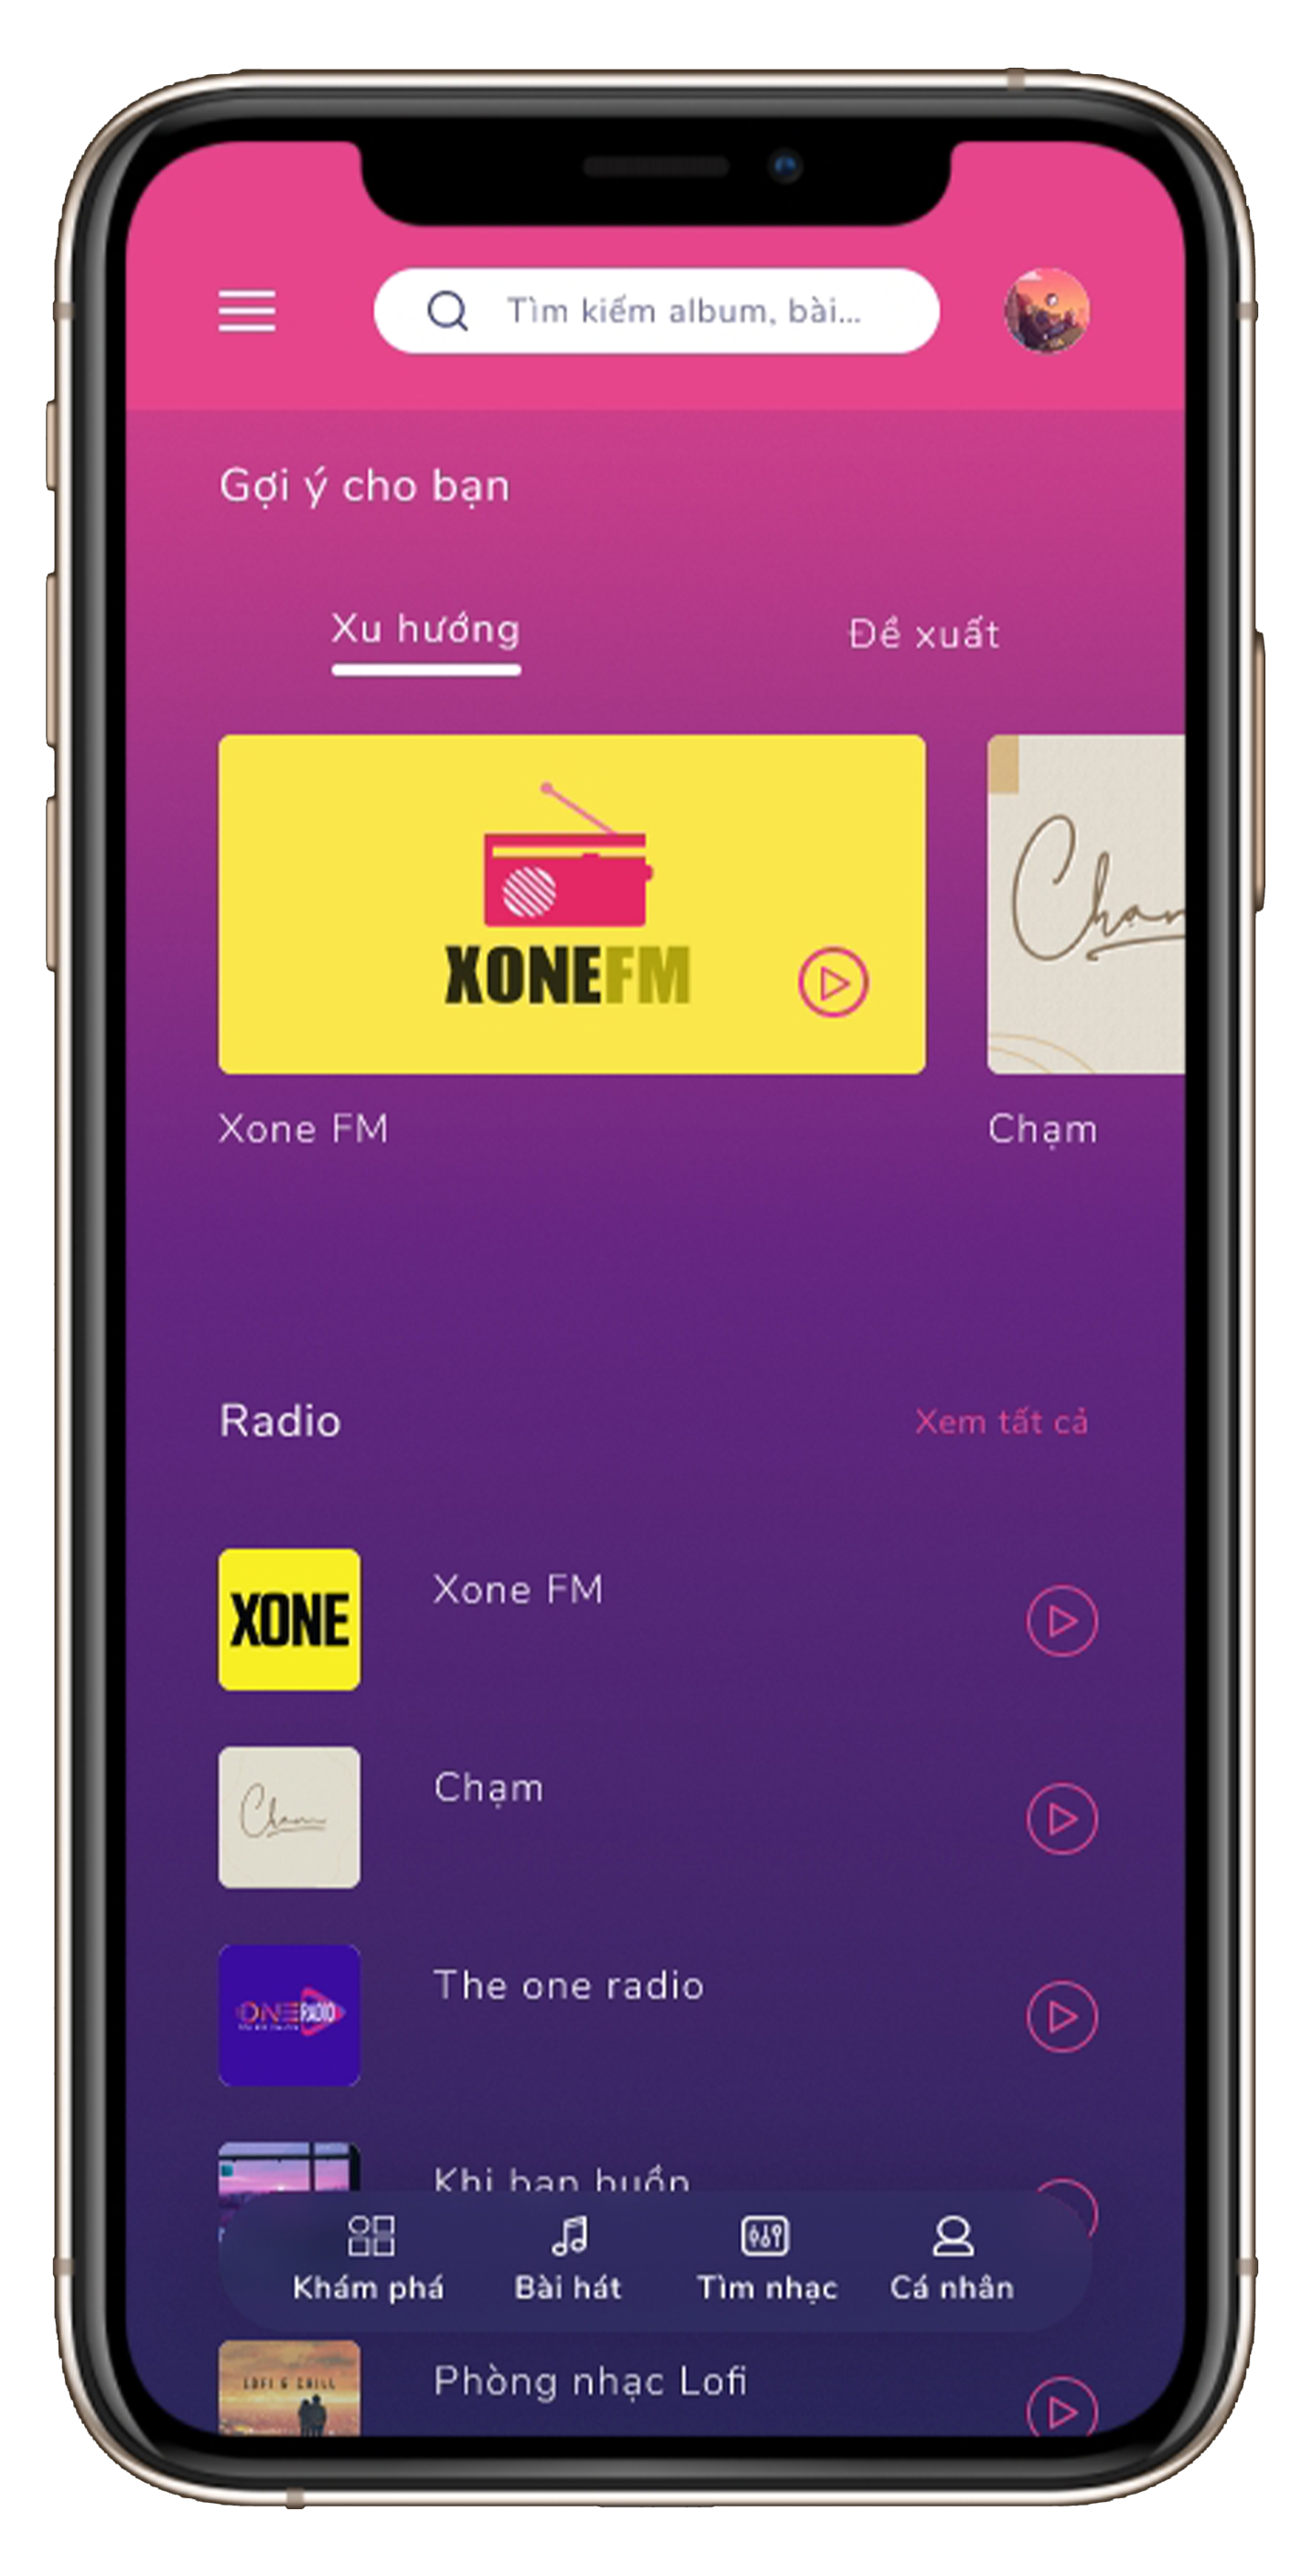 Tìm kiếm album, bài...
Gợi ý cho bạn
Xu hướng
Đề xuất
XONEFM
Xone FM
Chạm
Radio
Xem tất cả
XONE
Xone FM
Cham
Chạm
ONE RADIO
The one radio
Khi bạn buồn
Khám phá
Bài hát
Tìm nhạc
Cá nhân
LOFI & CHILL
Phòng nhạc Lofi